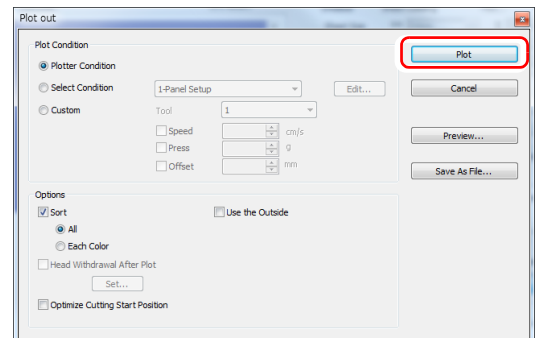 Plot out
Plot Condition
Plotter Condition
Select Condition 1-Panel Setup Edit...
Custom Tool 1
Speed cm/s
Press g
Offset mm
Plot
Cancel
Preview...
Save As File...
Options
Sort Use the Outside
All
Each Color
Head Withdrawal After Plot
Set...
Optimize Cutting Start Position